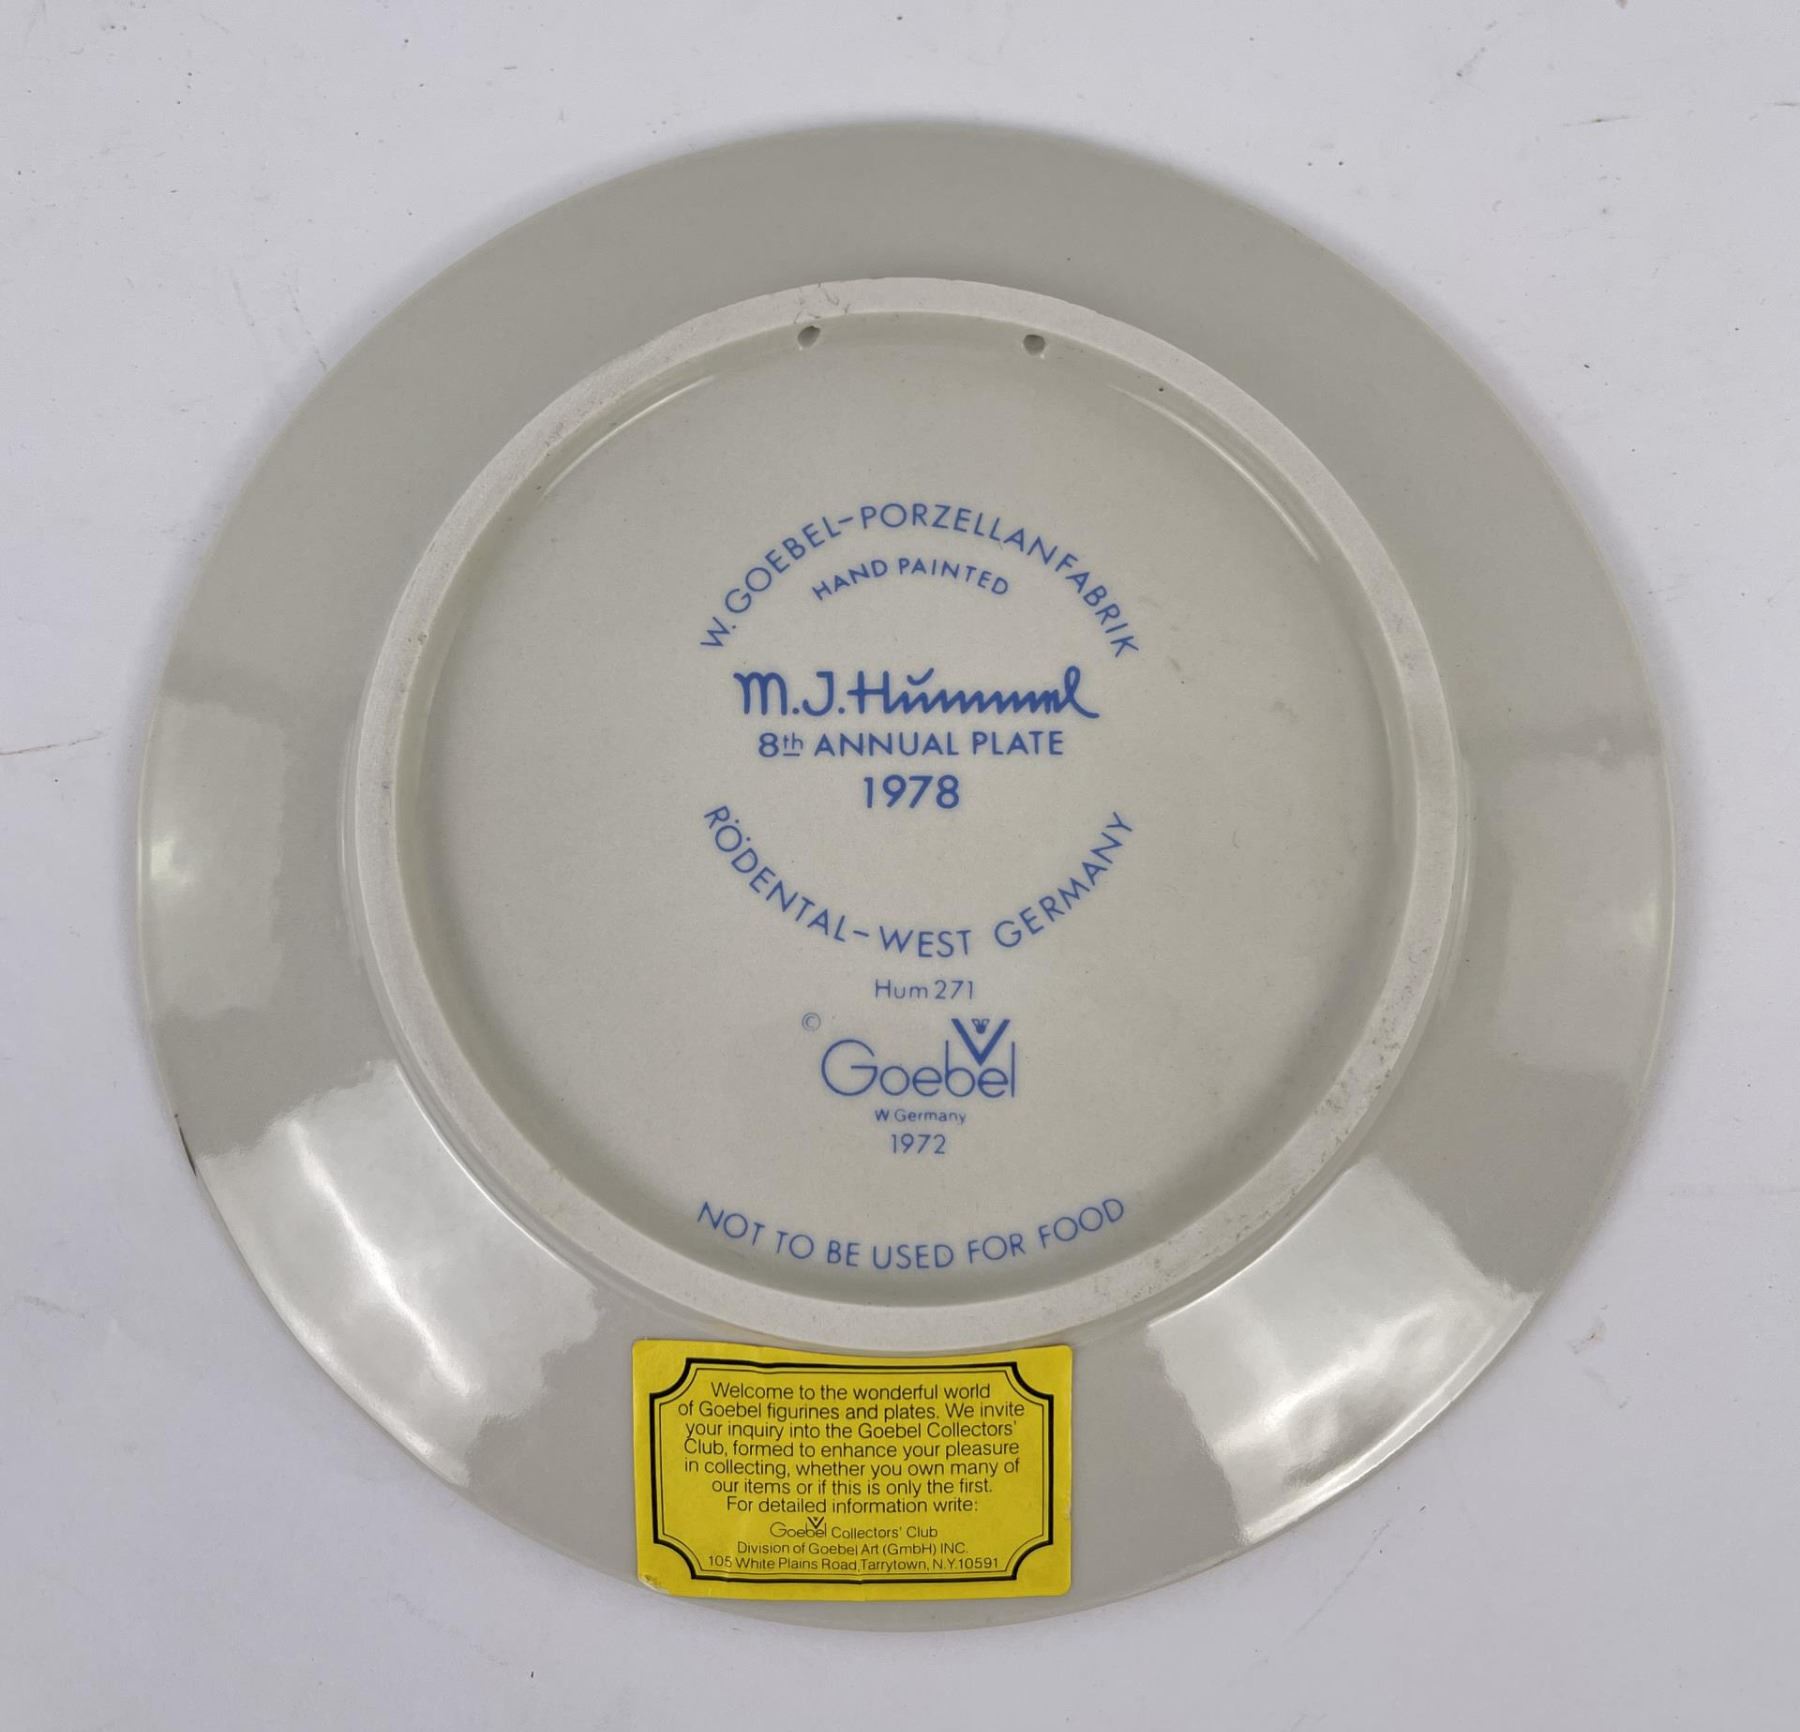 W. GOEBEL-PORZELLANFABRIK
HAND PAINTED
M.J. Hummel
8th ANNUAL PLATE
1978
RÖDENTAL-WEST GERMANY
Hum 271
© Goebel
W Germany
1972
NOT TO BE USED FOR FOOD
Welcome to the wonderful world
of Goebel figurines and plates. We invite
your inquiry into the Goebel Collectors'
Club, formed to enhance your pleasure
in collecting, whether you own many of
our items or if this is only the first.
For detailed information write:
Goebel Collectors' Club
Division of Goebel Art (GmbH) INC.
105 White Plains Road, Tarrytown, N.Y. 10591